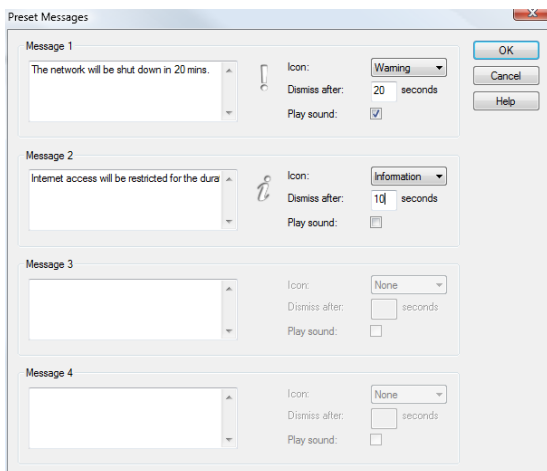 Preset Messages
Message 1
The network will be shut down in 20 mins.
Icon: Warning
Dismiss after: 20 seconds
Play sound:
OK
Cancel
Help
Message 2
Internet access will be restricted for the dura
Icon: Information
Dismiss after: 10 seconds
Play sound:
Message 3
Icon: None
Dismiss after: seconds
Play sound:
Message 4
Icon: None
Dismiss after: seconds
Play sound: